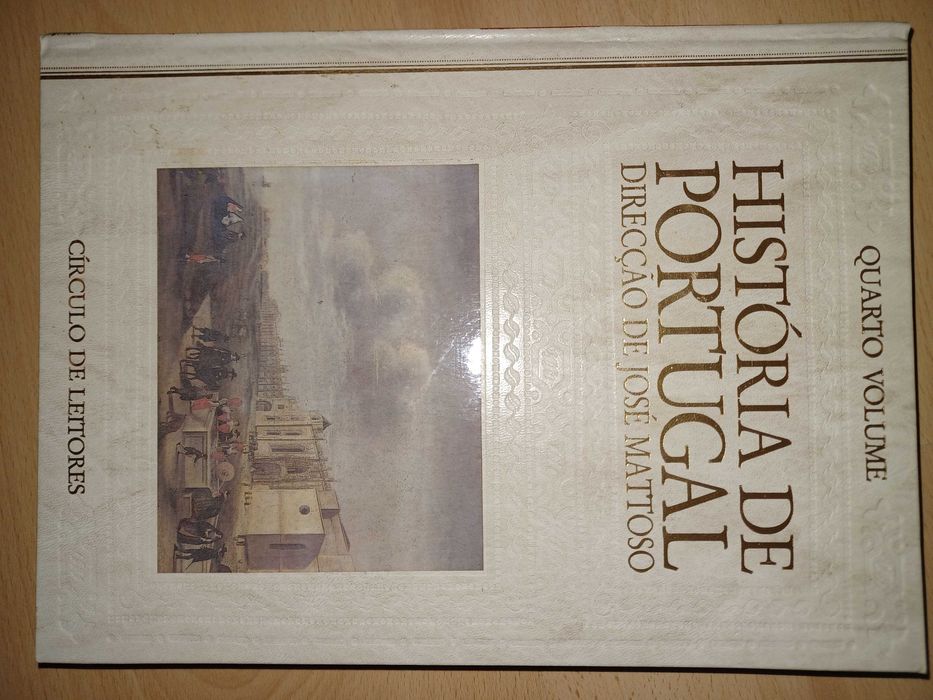 QUARTO VOLUME
HISTÓRIA DE
PORTUGAL
DIRECÇÃO DE JOSÉ MATTOSO
CÍRCULO DE LEITORES